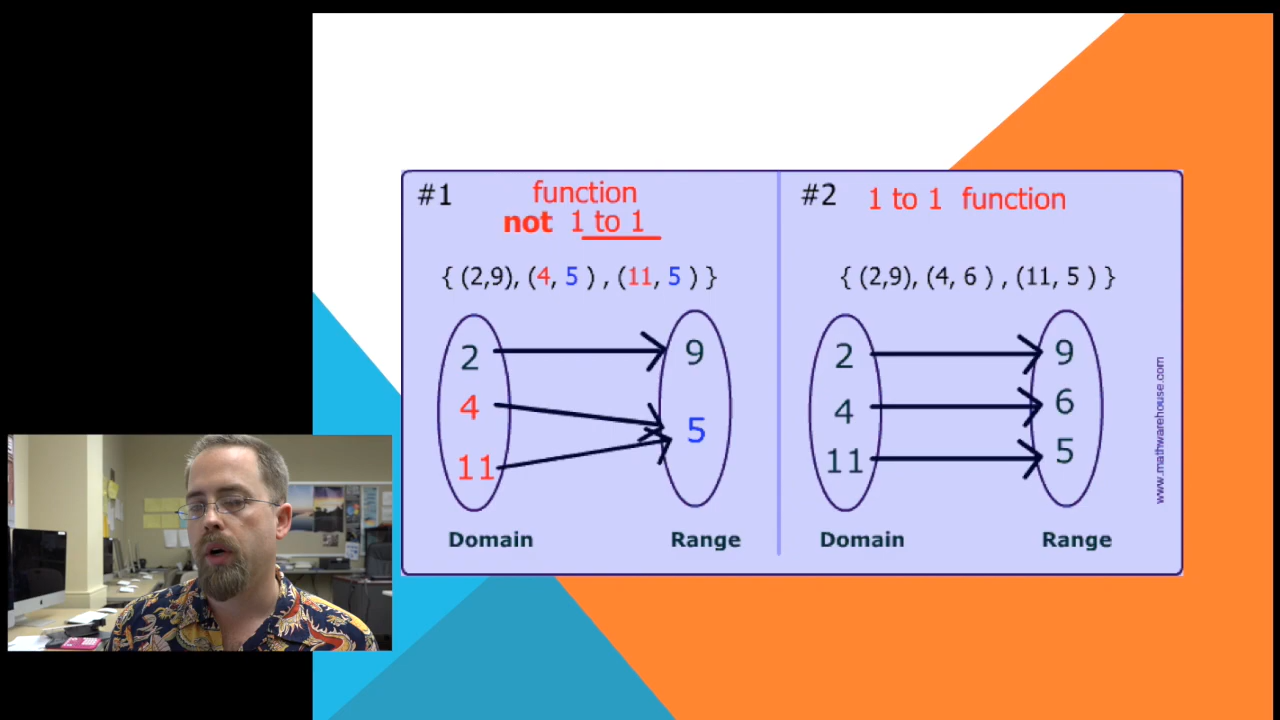 #1 function
not 1 to 1
{ (2,9), (4, 5 ) , (11, 5 ) }
2 9
4 5
11
Domain Range
#2 1 to 1 function
{ (2,9), (4, 6 ) , (11, 5 ) }
2 9
4 6
11 5
Domain Range
www.mathwarehouse.com